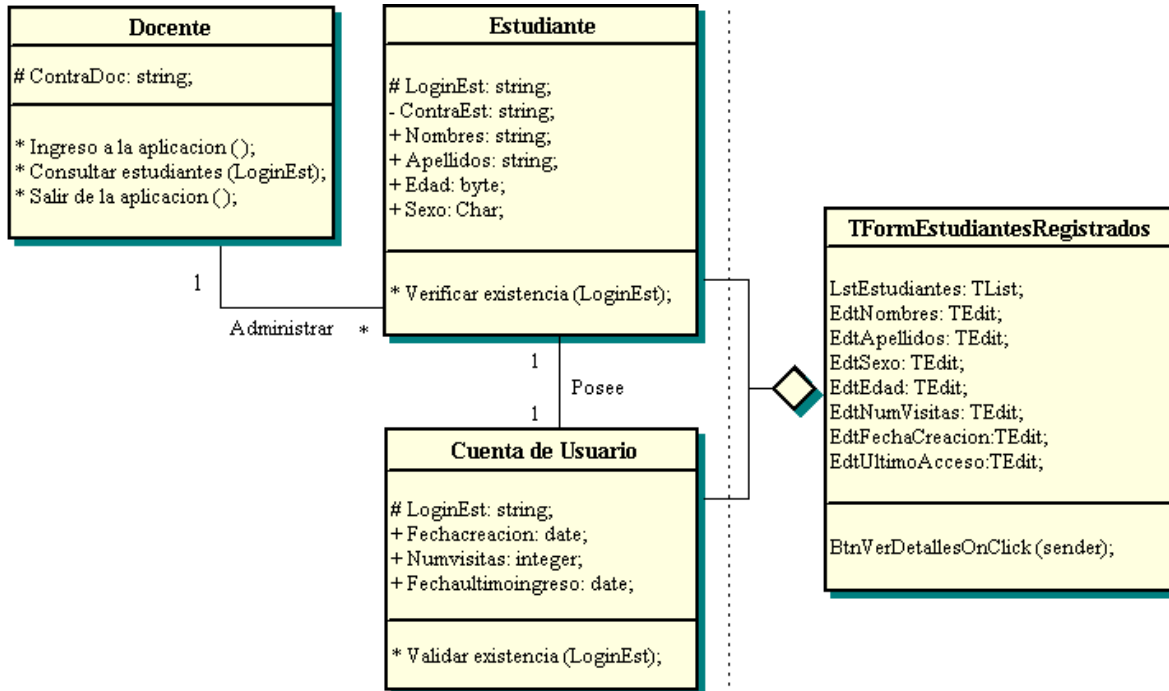 Docente
# ContraDoc: string;
* Ingreso a la aplicacion ();
* Consultar estudiantes (LoginEst);
* Salir de la aplicacion ();
Estudiante
# LoginEst: string;
- ContraEst: string;
+ Nombres: string;
+ Apellidos: string;
+ Edad: byte;
+ Sexo: Char;
* Verificar existencia (LoginEst);
1
Administrar *
1
Posee
1
Cuenta de Usuario
# LoginEst: string;
+ Fechacreacion: date;
+ Numvisitas: integer;
+ Fechaultimoingreso: date;
* Validar existencia (LoginEst);
TFormEstudiantesRegistrados
LstEstudiantes: TList;
EdtNombres: TEdit;
EdtApellidos: TEdit;
EdtSexo: TEdit;
EdtEdad: TEdit;
EdtNumVisitas: TEdit;
EdtFechaCreacion:TEdit;
EdtUltimoAcceso:TEdit;
BtnVerDetallesOnClick (sender);